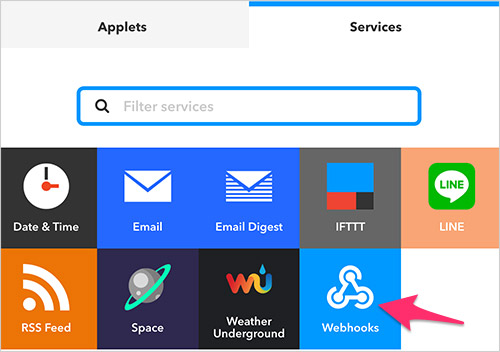 Applets
Services
Filter services
Date & Time
Email
Email Digest
IFTTT
LINE
LINE
RSS Feed
Space
WU
Weather
Underground
Webhooks